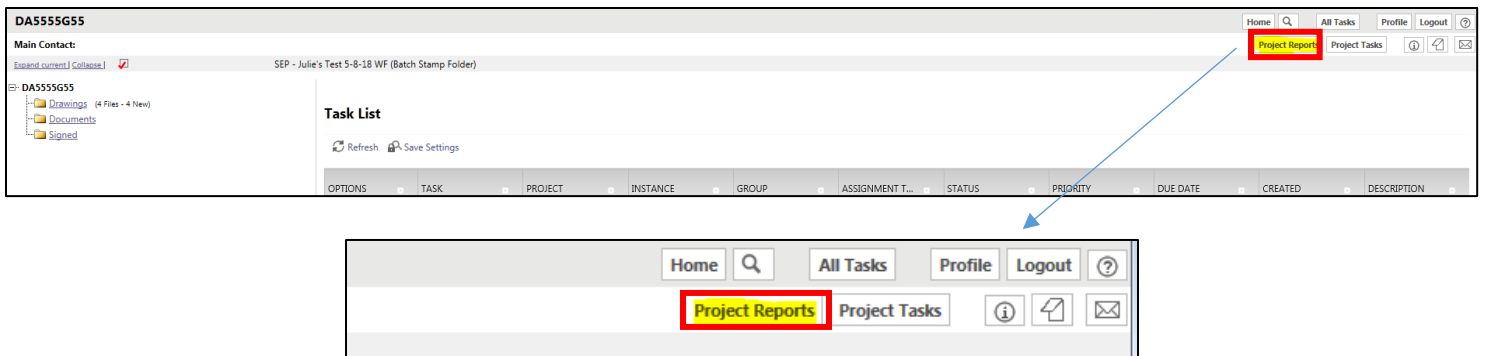 DA5555G55 Home All Tasks Profile Logout ?
Main Contact: Project Reports Project Tasks i
Expand current | Collapse | SEP - Julie's Test 5-8-18 WF (Batch Stamp Folder)
DA5555G55
Drawings (4 Files - 4 New)
Documents
Signed
Task List
Refresh Save Settings
OPTIONS TASK PROJECT INSTANCE GROUP ASSIGNMENT T... STATUS PRIORITY DUE DATE CREATED DESCRIPTION
Home All Tasks Profile Logout ?
Project Reports Project Tasks i